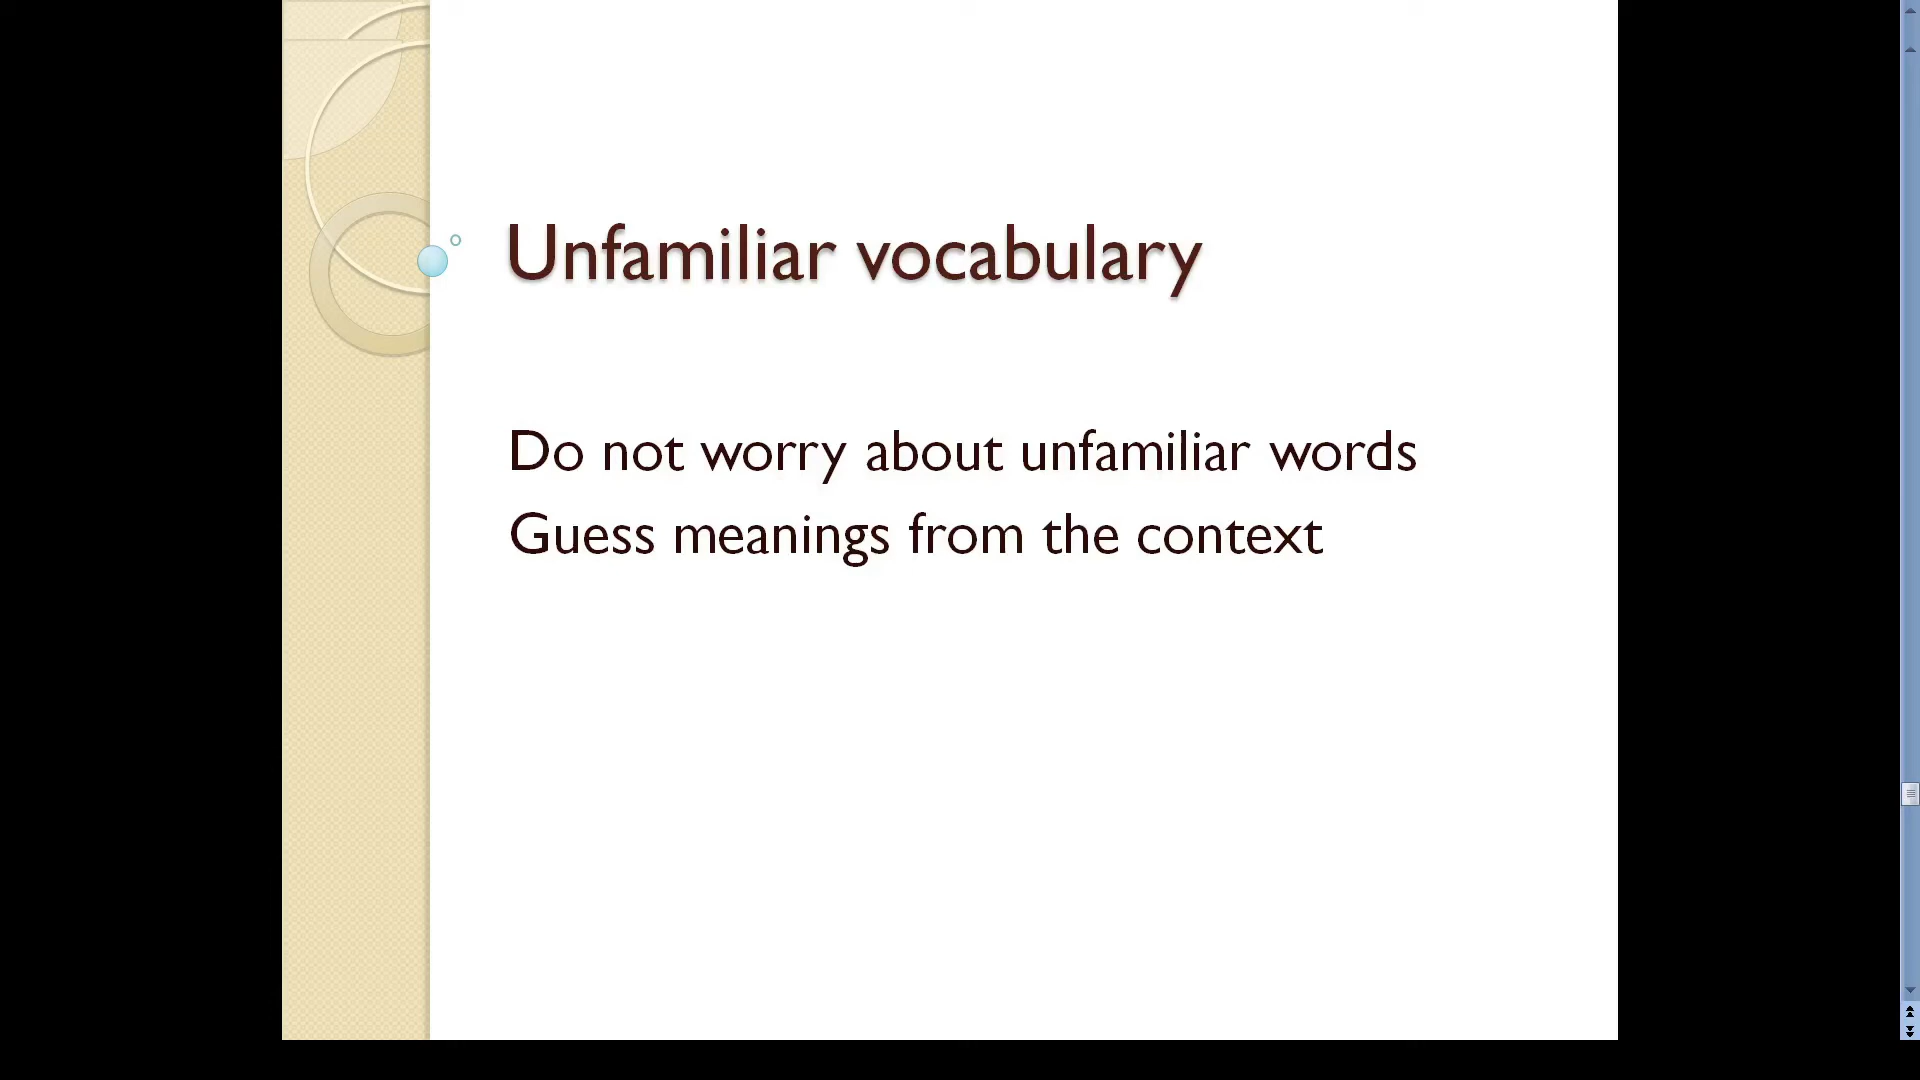 Unfamiliar vocabulary
Do not worry about unfamiliar words
Guess meanings from the context